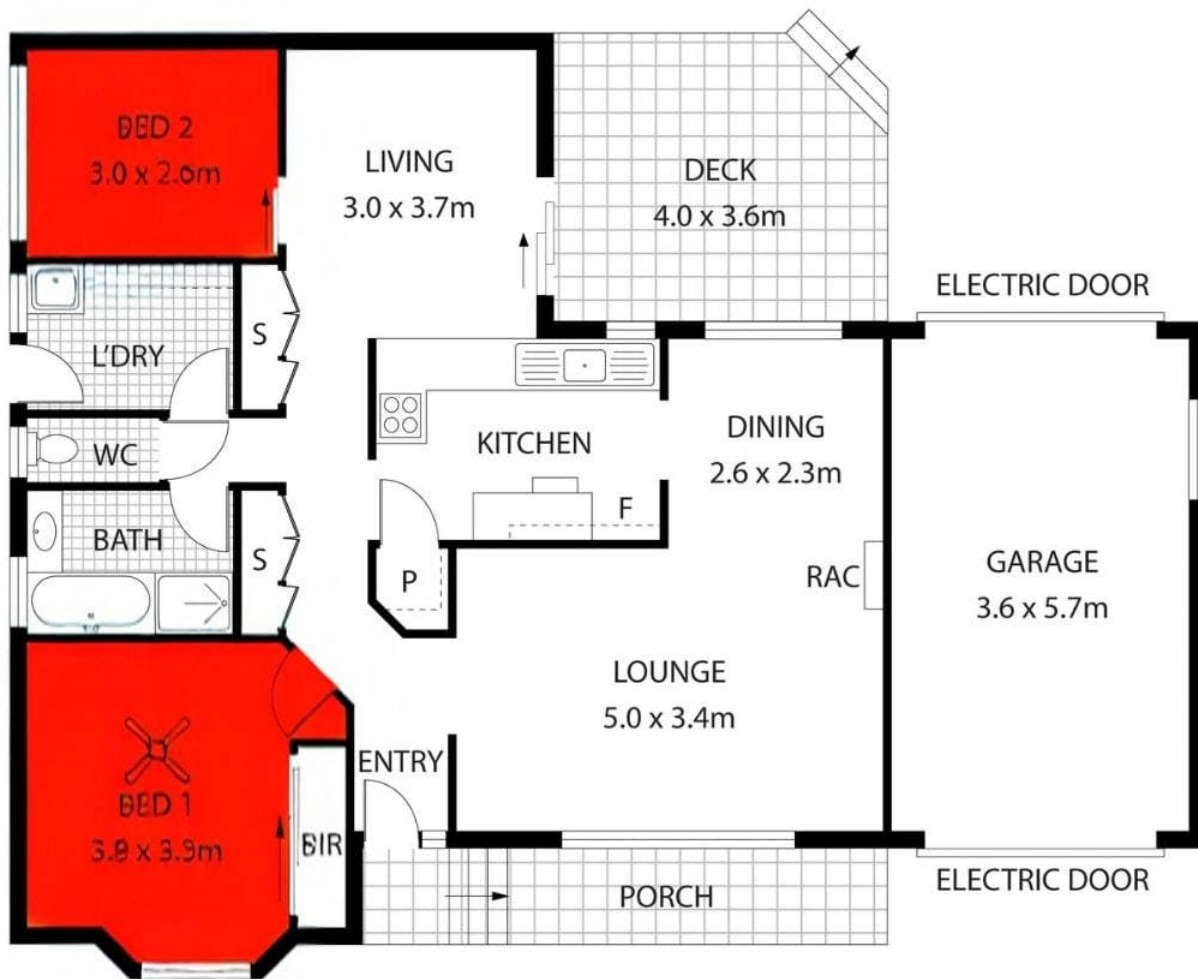 BED 2
3.0 x 2.6m
LIVING
3.0 x 3.7m
DECK
4.0 x 3.6m
ELECTRIC DOOR
L'DRY
S
WC
KITCHEN
DINING
2.6 x 2.3m
F
BATH
S
P
RAC
GARAGE
3.6 x 5.7m
LOUNGE
5.0 x 3.4m
ENTRY
BED 1
x 3.9m
BIR
PORCH
ELECTRIC DOOR